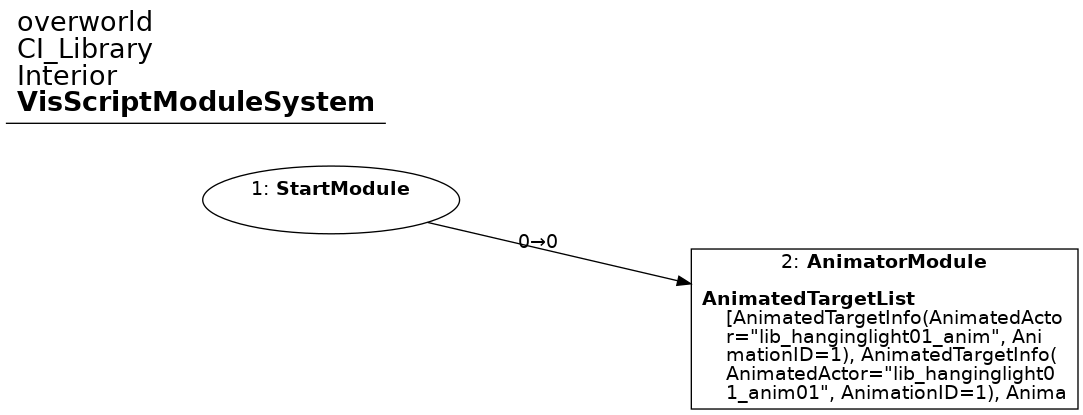 overworld
CI_Library
Interior
VisScriptModuleSystem
1: StartModule
0→0
2: AnimatorModule
AnimatedTargetList
[AnimatedTargetInfo(AnimatedActo
r="lib_hanginglight01_anim", Ani
mationID=1), AnimatedTargetInfo(
AnimatedActor="lib_hanginglight0
1_anim01", AnimationID=1), Anima